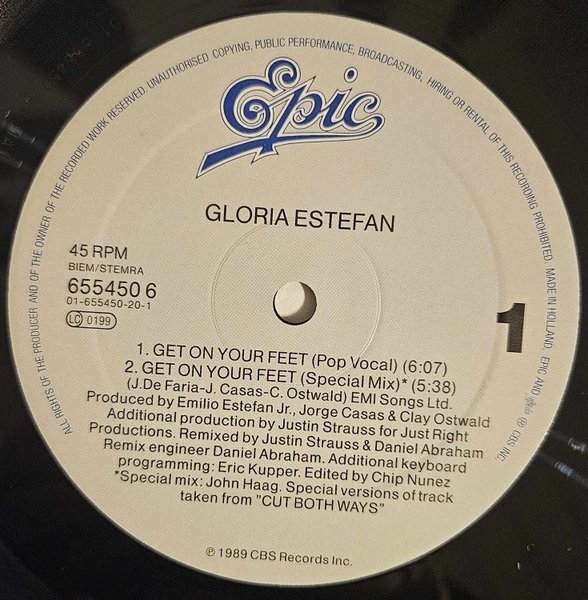 ALL RIGHTS OF THE PRODUCER AND OF THE OWNER OF THE RECORDED WORK RESERVED. UNAUTHORISED COPYING, PUBLIC PERFORMANCE, BROADCASTING, HIRING OR RENTAL OF THIS RECORDING PROHIBITED. MADE IN HOLLAND. EPIC AND ® CBS INC.
Epic
GLORIA ESTEFAN
45 RPM
BIEM/STEMRA
655450 6
01-655450-20-1
LC 0199
1
1. GET ON YOUR FEET (Pop Vocal) (6:07)
2. GET ON YOUR FEET (Special Mix)* (5:38)
(J.De Faria-J. Casas-C. Ostwald) EMI Songs Ltd.
Produced by Emilio Estefan Jr., Jorge Casas & Clay Ostwald
Additional production by Justin Strauss for Just Right
Productions. Remixed by Justin Strauss & Daniel Abraham
Remix engineer Daniel Abraham. Additional keyboard
programming: Eric Kupper. Edited by Chip Nunez
*Special mix: John Haag. Special versions of track
taken from "CUT BOTH WAYS"
℗ 1989 CBS Records Inc.